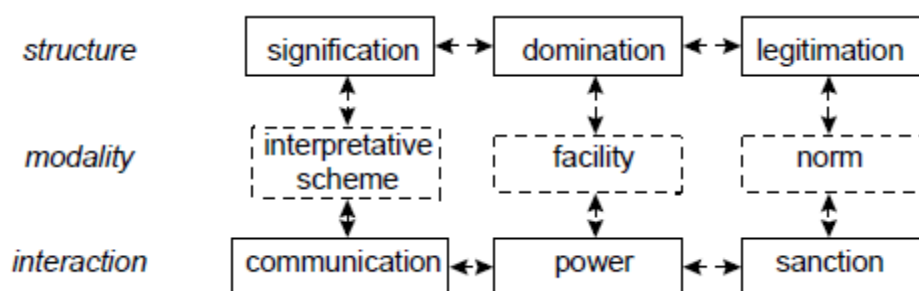 structure signification domination legitimation
modality interpretative scheme facility norm
interaction communication power sanction